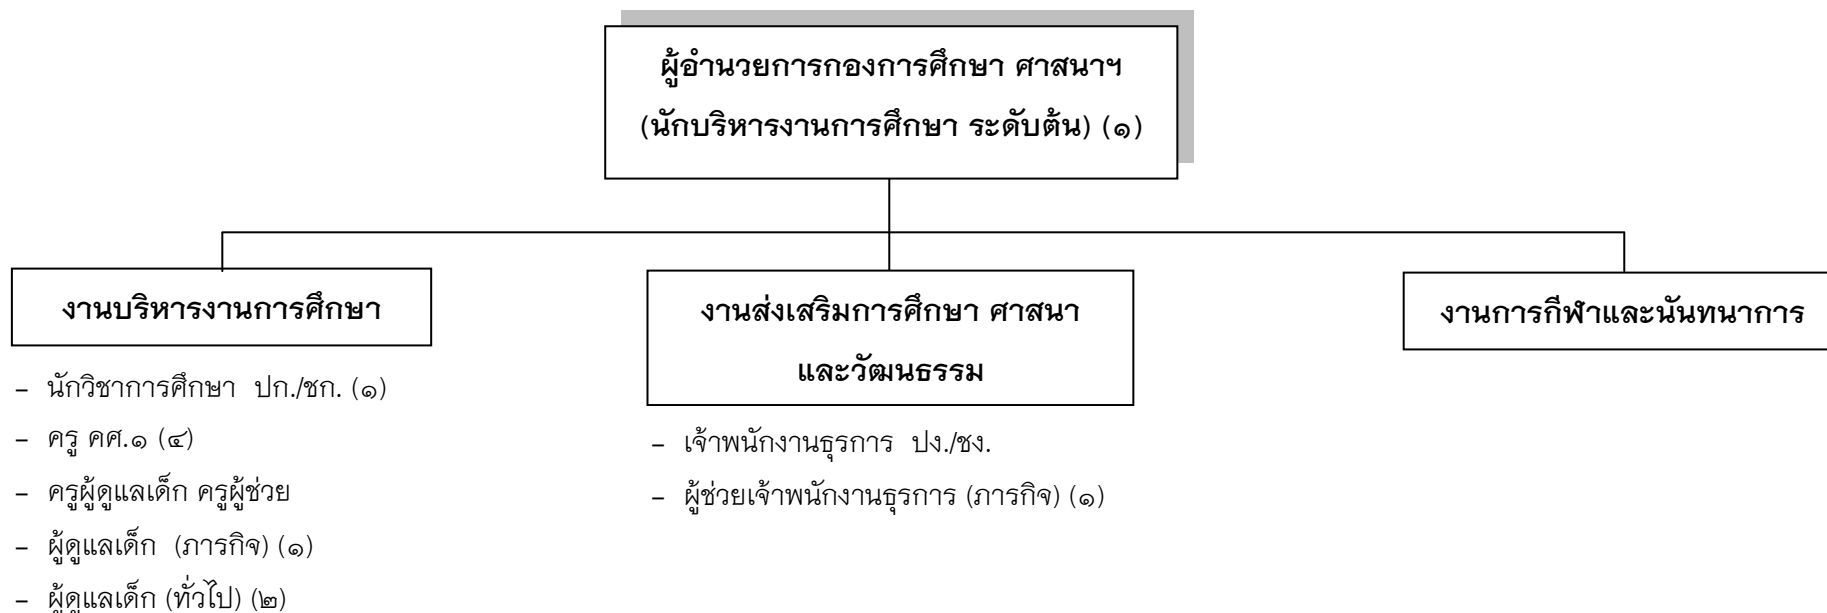 ผู้อำนวยการกองการศึกษา ศาสนาฯ
(นักบริหารงานการศึกษา ระดับต้น) (๑)
งานบริหารงานการศึกษา
- นักวิชาการศึกษา ปก./ชก. (๑)
- ครู คศ.๑ (๔)
- ครูผู้ดูแลเด็ก ครูผู้ช่วย
- ผู้ดูแลเด็ก (ภารกิจ) (๑)
- ผู้ดูแลเด็ก (ทั่วไป) (๒)
งานส่งเสริมการศึกษา ศาสนา
และวัฒนธรรม
- เจ้าพนักงานธุรการ ปง./ชง.
- ผู้ช่วยเจ้าพนักงานธุรการ (ภารกิจ) (๑)
งานการกีฬาและนันทนาการ